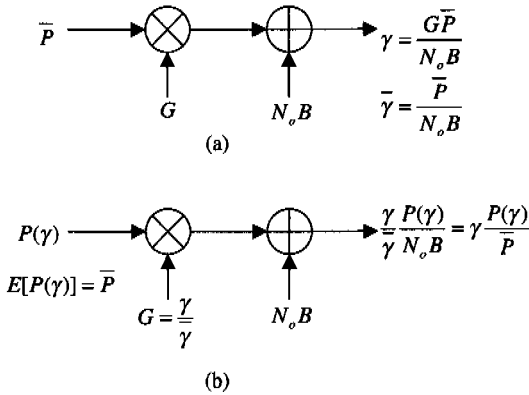 P̅
γ = GP̅ / N_oB
G
N_oB
γ̅ = P̅ / N_oB
(a)
P(γ)
γ/γ̅ P(γ)/N_oB = γ P(γ)/P̅
E[P(γ)] = P̅
G = γ/γ̅
N_oB
(b)